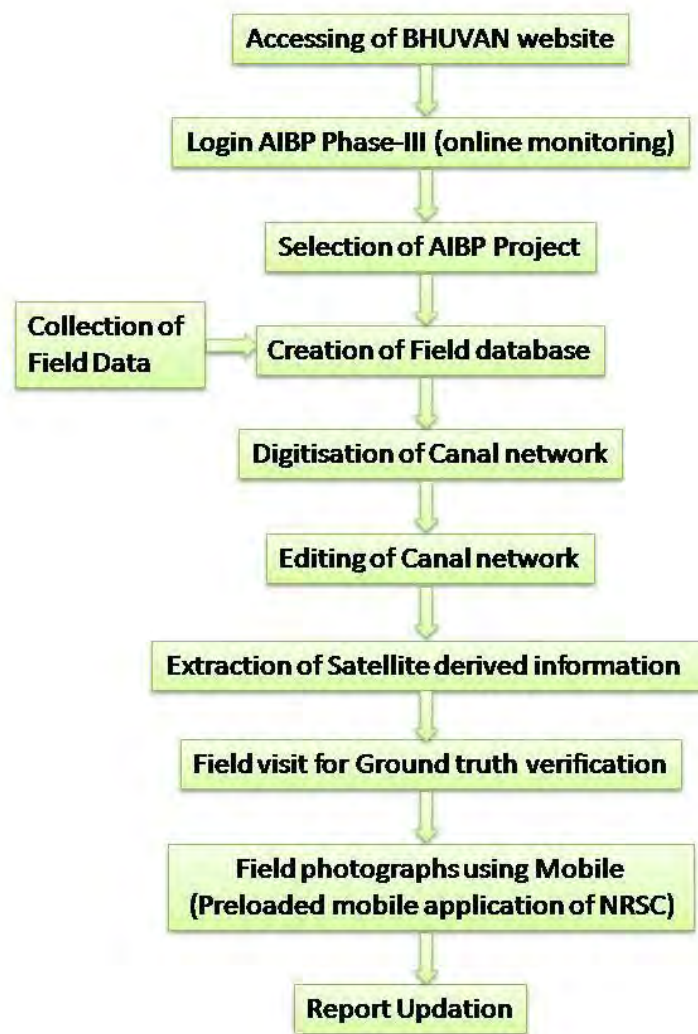 Accessing of BHUVAN website
Login AIBP Phase-III (online monitoring)
Selection of AIBP Project
Collection of
Field Data
Creation of Field database
Digitisation of Canal network
Editing of Canal network
Extraction of Satellite derived information
Field visit for Ground truth verification
Field photographs using Mobile
(Preloaded mobile application of NRSC)
Report Updation